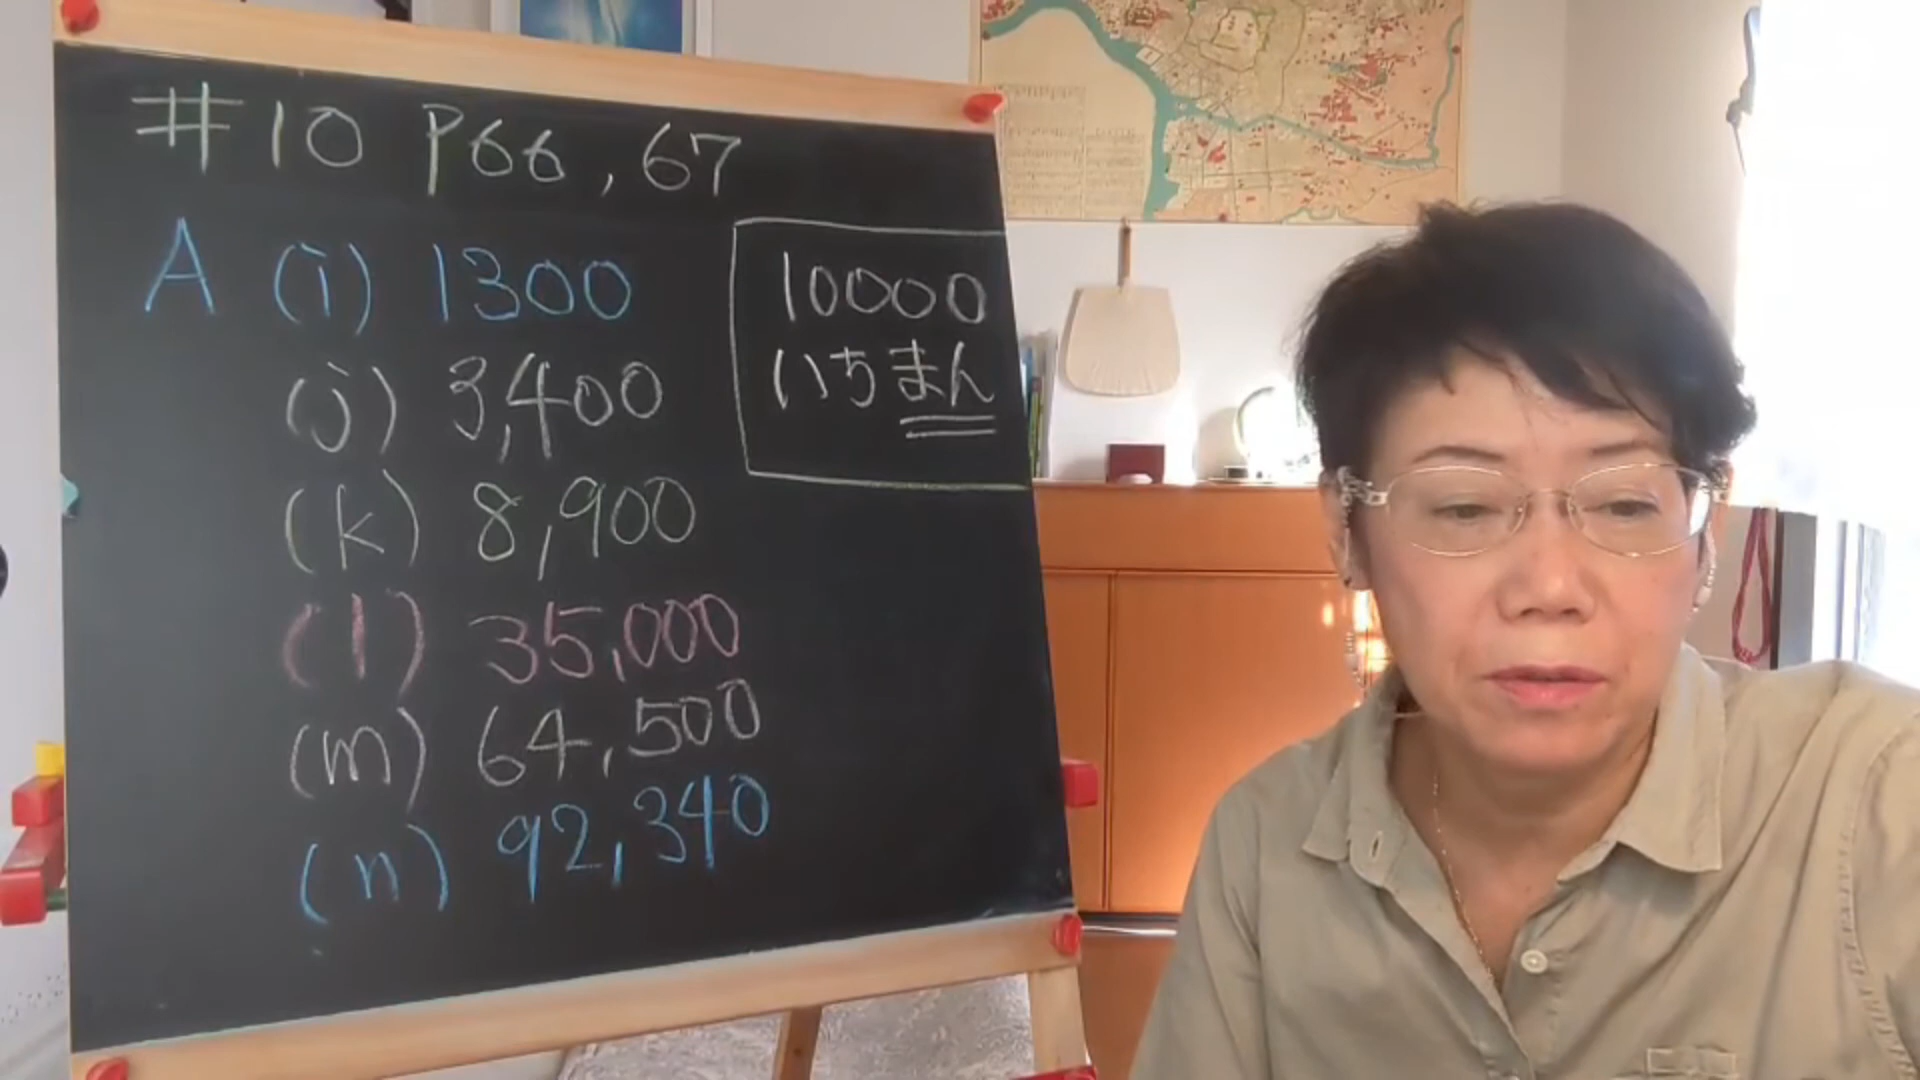 #10 P66, 67
A (i) 1300
(j) 3,400
(k) 8,900
(l) 35,000
(m) 64,500
(n) 92,340
10000
いちまん